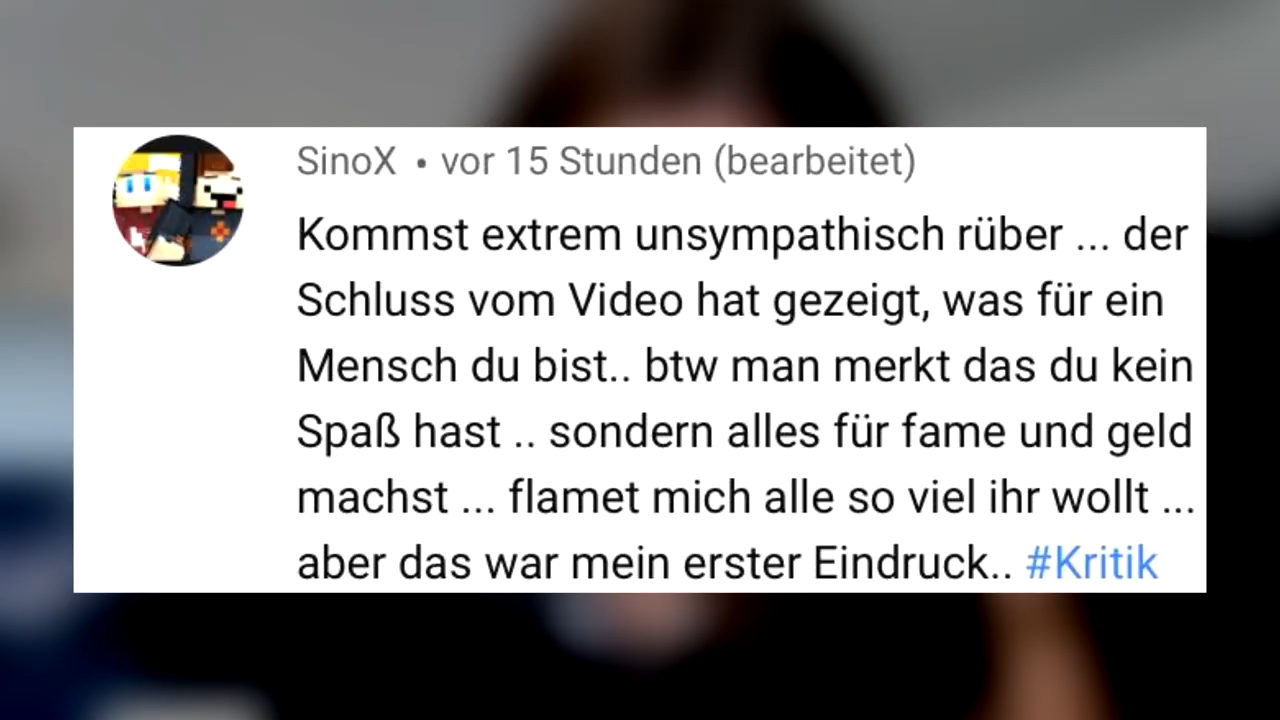 SinoX • vor 15 Stunden (bearbeitet)
Kommst extrem unsympathisch rüber ... der
Schluss vom Video hat gezeigt, was für ein
Mensch du bist.. btw man merkt das du kein
Spaß hast .. sondern alles für fame und geld
machst ... flamet mich alle so viel ihr wollt ...
aber das war mein erster Eindruck.. #Kritik